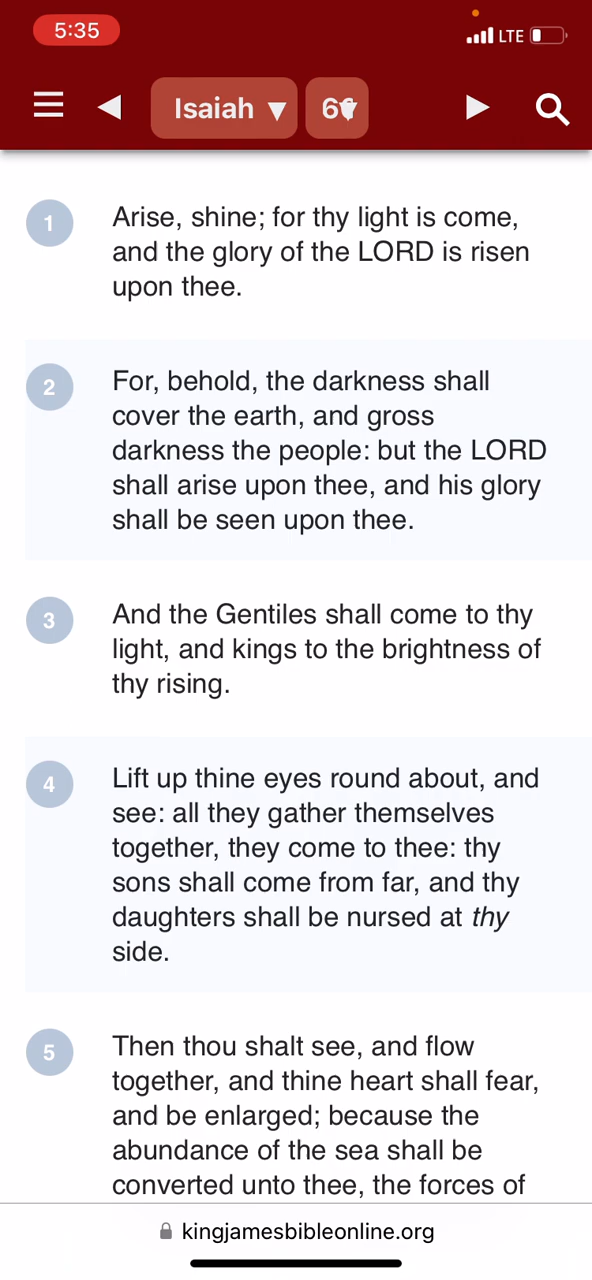 5:35
LTE
Isaiah
1
Arise, shine; for thy light is come,
and the glory of the LORD is risen
upon thee.
2
For, behold, the darkness shall
cover the earth, and gross
darkness the people: but the LORD
shall arise upon thee, and his glory
shall be seen upon thee.
3
And the Gentiles shall come to thy
light, and kings to the brightness of
thy rising.
4
Lift up thine eyes round about, and
see: all they gather themselves
together, they come to thee: thy
sons shall come from far, and thy
daughters shall be nursed at thy
side.
5
Then thou shalt see, and flow
together, and thine heart shall fear,
and be enlarged; because the
abundance of the sea shall be
converted unto thee, the forces of
kingjamesbibleonline.org